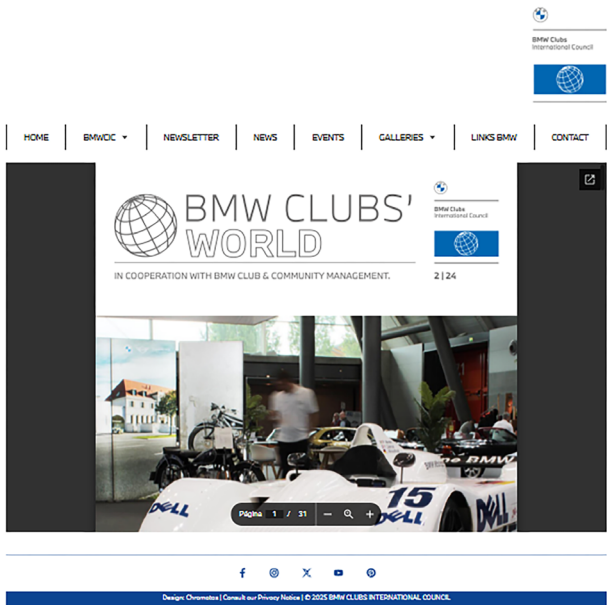 BMW Clubs
International Council
HOME
BMWCIC
NEWSLETTER
NEWS
EVENTS
GALLERIES
LINKS BMW
CONTACT
BMW CLUBS'
WORLD
BMW Clubs
International Council
IN COOPERATION WITH BMW CLUB & COMMUNITY MANAGEMENT.
2 | 24
BMW
15
DELL
DELL
DELL
Página 1 / 31
Design: Chromatos | Consult our Privacy Notice | © 2025 BMW CLUBS INTERNATIONAL COUNCIL